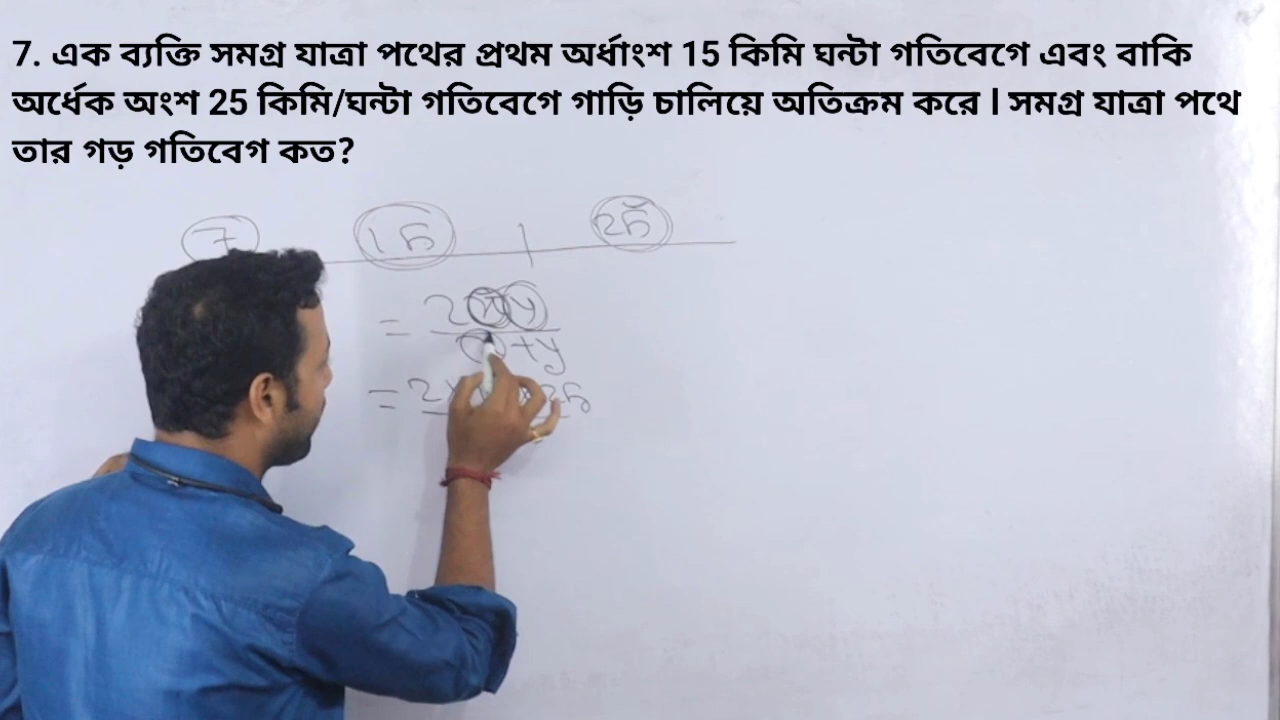 7. এক ব্যক্তি সমগ্র যাত্রা পথের প্রথম অর্ধাংশ 15 কিমি ঘন্টা গতিবেগে এবং বাকি
অর্ধেক অংশ 25 কিমি/ঘন্টা গতিবেগে গাড়ি চালিয়ে অতিক্রম করে l সমগ্র যাত্রা পথে
তার গড় গতিবেগ কত?
7 15 25
= 2xy
x+y